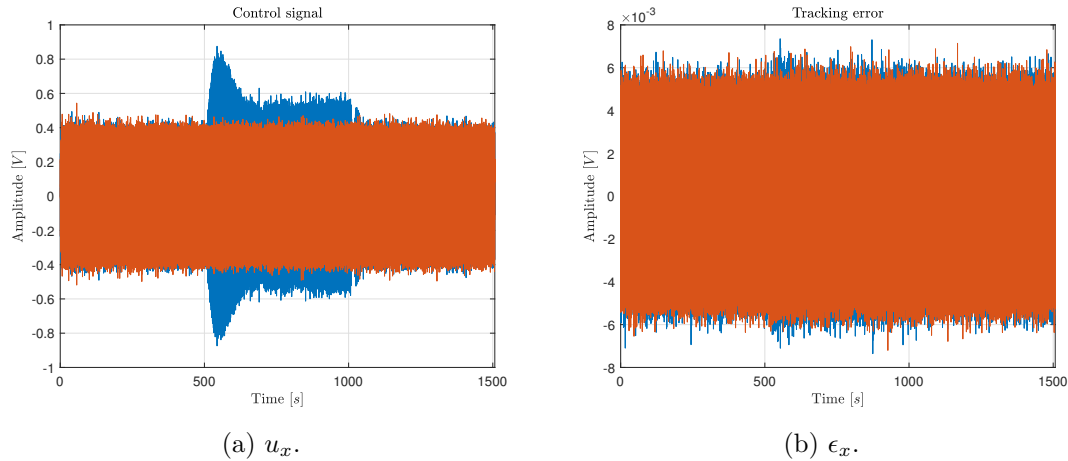 Control signal
1
0.8
0.6
0.4
0.2
0
-0.2
-0.4
-0.6
-0.8
-1
Amplitude [V]
0 500 1000 1500
Time [s]
(a) uₓ.
Tracking error
×10⁻³
8
6
4
2
0
-2
-4
-6
-8
Amplitude [V]
0 500 1000 1500
Time [s]
(b) ϵₓ.